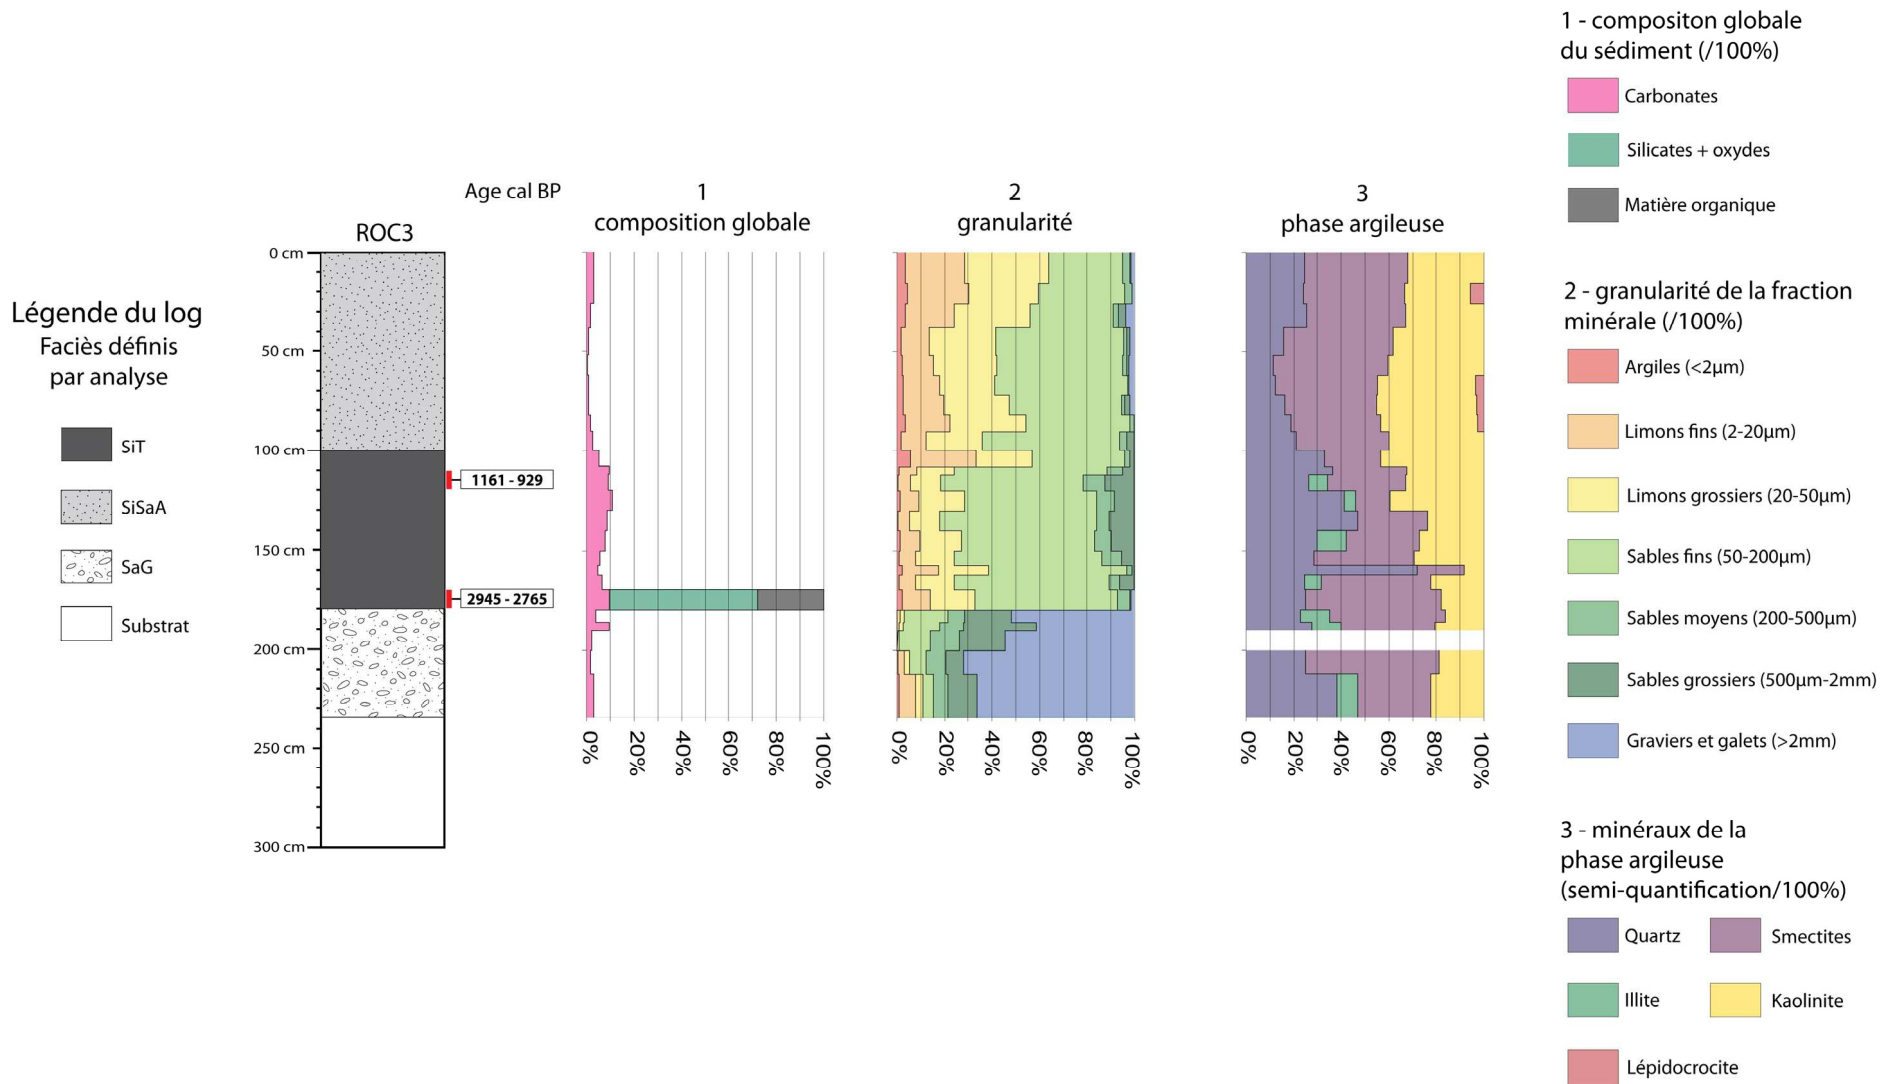 Légende du log
Faciès définis
par analyse
SiT
SiSaA
SaG
Substrat
ROC3
0 cm
50 cm
100 cm
150 cm
200 cm
250 cm
300 cm
Age cal BP
1161 - 929
2945 - 2765
1
composition globale
0%
20%
40%
60%
80%
100%
2
granularité
0%
20%
40%
60%
80%
100%
3
phase argileuse
0%
20%
40%
60%
80%
100%
1 - compositon globale
du sédiment (/100%)
Carbonates
Silicates + oxydes
Matière organique
2 - granularité de la fraction
minérale (/100%)
Argiles (<2µm)
Limons fins (2-20µm)
Limons grossiers (20-50µm)
Sables fins (50-200µm)
Sables moyens (200-500µm)
Sables grossiers (500µm-2mm)
Graviers et galets (>2mm)
3 - minéraux de la
phase argileuse
(semi-quantification/100%)
Quartz
Smectites
Illite
Kaolinite
Lépidocrocite